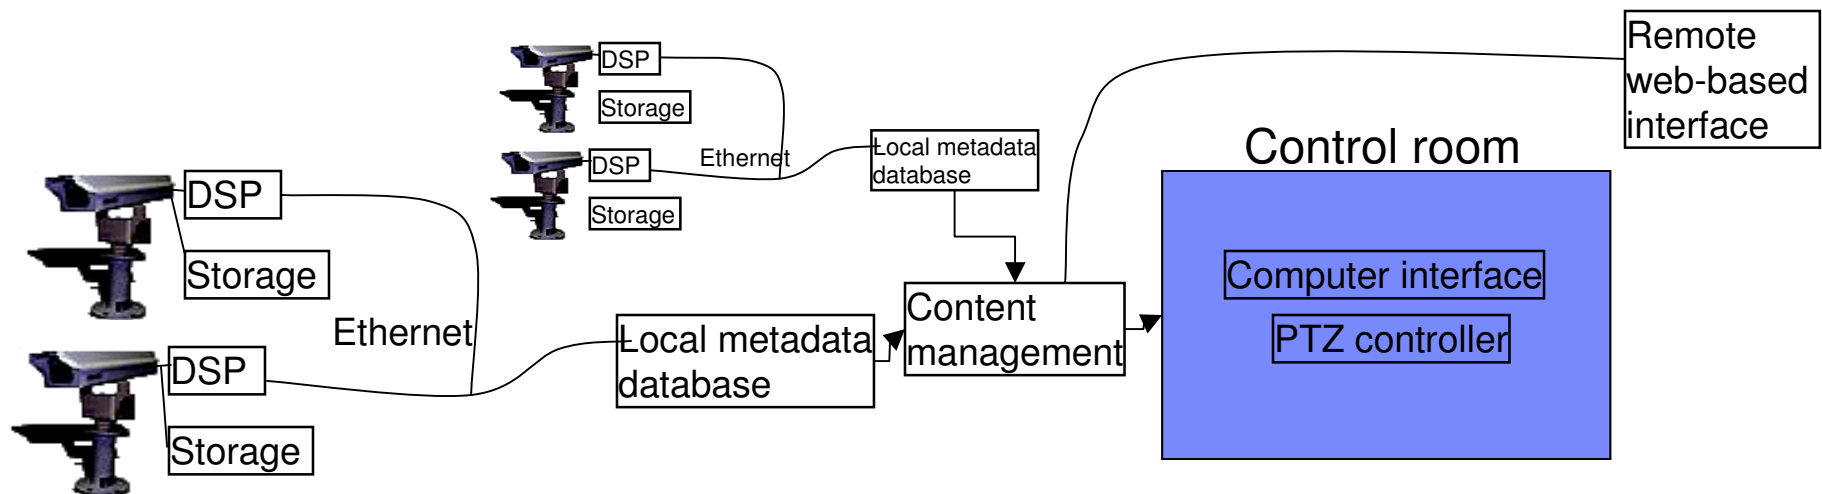 DSP
Storage
DSP
Storage
Ethernet
Local metadata
database
DSP
Storage
Ethernet
DSP
Storage
Local metadata
database
Content
management
Control room
Computer interface
PTZ controller
Remote
web-based
interface